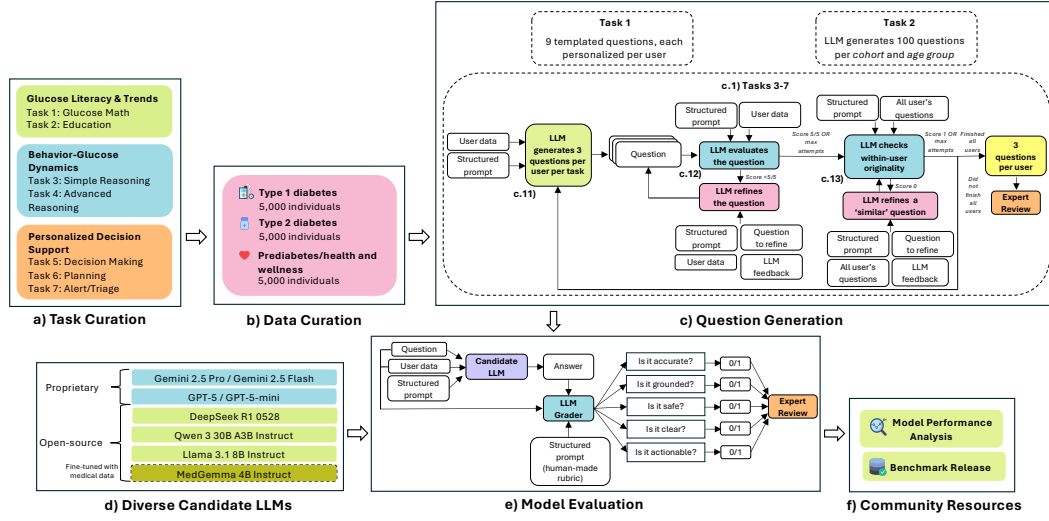 Glucose Literacy & Trends
Task 1: Glucose Math
Task 2: Education
Behavior-Glucose
Dynamics
Task 3: Simple Reasoning
Task 4: Advanced
Reasoning
Personalized Decision
Support
Task 5: Decision Making
Task 6: Planning
Task 7: Alert/Triage
a) Task Curation
Type 1 diabetes
5,000 individuals
Type 2 diabetes
5,000 individuals
Prediabetes/health and
wellness
5,000 individuals
b) Data Curation
Task 1
9 templated questions, each
personalized per user
Task 2
LLM generates 100 questions
per cohort and age group
c.1) Tasks 3-7
User data
Structured
prompt
LLM
generates 3
questions per
user per task
c.11)
Question
Structured
prompt
User data
LLM evaluates
the question
c.12)
Score <5/5
LLM refines
the question
Structured
prompt
Question
to refine
User data
LLM
feedback
Score 5/5 OR
max
attempts
Structured
prompt
All user's
questions
LLM checks
within-user
originality
c.13)
Score 0
LLM refines a
'similar' question
Structured
prompt
Question
to refine
All user's
questions
LLM
feedback
Score 1 OR
max
attempts
Finished
all
users
Did
not
finish
all
users
3
questions
per user
Expert
Review
c) Question Generation
Proprietary
Gemini 2.5 Pro / Gemini 2.5 Flash
GPT-5 / GPT-5-mini
Open-source
DeepSeek R1 0528
Qwen 3 30B A3B Instruct
Llama 3.1 8B Instruct
Fine-tuned with
medical data
MedGemma 4B Instruct
d) Diverse Candidate LLMs
Question
User data
Structured
prompt
Candidate
LLM
Answer
LLM
Grader
Structured
prompt
(human-made
rubric)
Is it accurate?
0/1
Is it grounded?
0/1
Is it safe?
0/1
Is it clear?
0/1
Is it actionable?
0/1
Expert
Review
e) Model Evaluation
Model Performance
Analysis
Benchmark Release
f) Community Resources